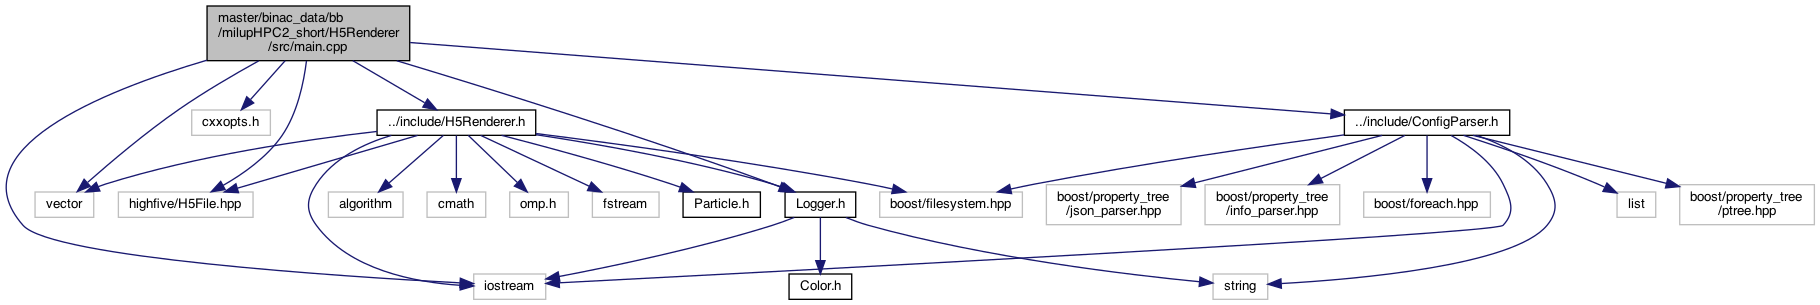 master/binac_data/bb
/milupHPC2_short/H5Renderer
/src/main.cpp
cxxopts.h
../include/H5Renderer.h
../include/ConfigParser.h
vector
highfive/H5File.hpp
algorithm
cmath
omp.h
fstream
Particle.h
Logger.h
boost/filesystem.hpp
boost/property_tree
/json_parser.hpp
boost/property_tree
/info_parser.hpp
boost/foreach.hpp
list
boost/property_tree
/ptree.hpp
iostream
Color.h
string